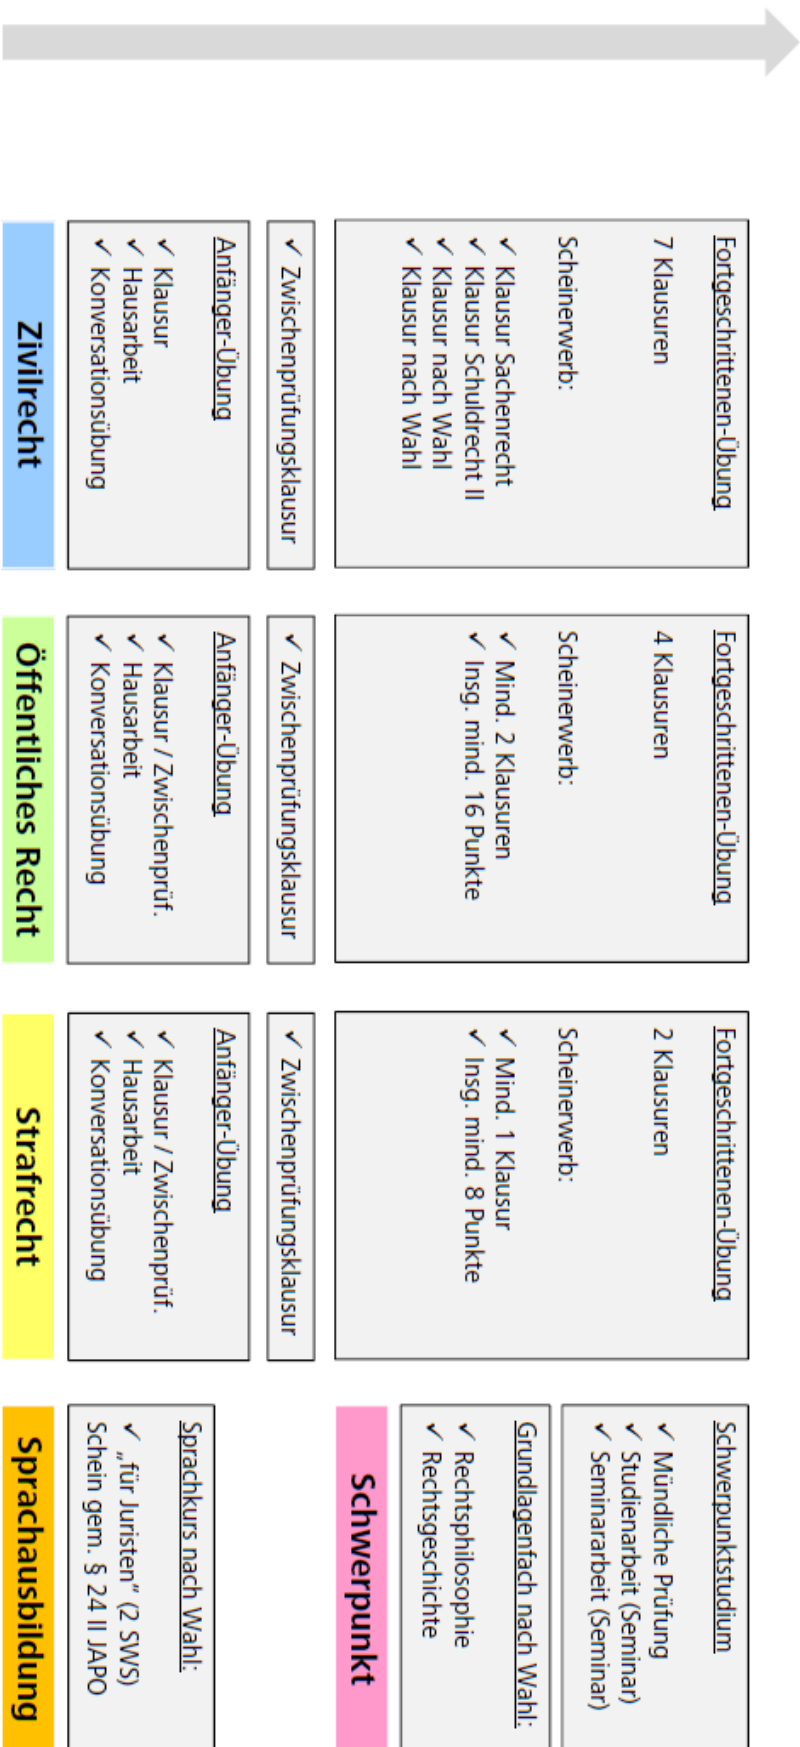 Fortgeschrittenen-Übung
7 Klausuren
Scheinerwerb:
✓ Klausur Sachenrecht
✓ Klausur Schuldrecht II
✓ Klausur nach Wahl
✓ Klausur nach Wahl
✓ Zwischenprüfungsklausur
Anfänger-Übung
✓ Klausur
✓ Hausarbeit
✓ Konversationsübung
Zivilrecht
Fortgeschrittenen-Übung
4 Klausuren
Scheinerwerb:
✓ Mind. 2 Klausuren
✓ Insg. mind. 16 Punkte
✓ Zwischenprüfungsklausur
Anfänger-Übung
✓ Klausur / Zwischenprüf.
✓ Hausarbeit
✓ Konversationsübung
Öffentliches Recht
Fortgeschrittenen-Übung
2 Klausuren
Scheinerwerb:
✓ Mind. 1 Klausur
✓ Insg. mind. 8 Punkte
✓ Zwischenprüfungsklausur
Anfänger-Übung
✓ Klausur / Zwischenprüf.
✓ Hausarbeit
✓ Konversationsübung
Strafrecht
Schwerpunktstudium
✓ Mündliche Prüfung
✓ Studienarbeit (Seminar)
✓ Seminararbeit (Seminar)
Grundlagenfach nach Wahl:
✓ Rechtsphilosophie
✓ Rechtsgeschichte
Schwerpunkt
Sprachkurs nach Wahl:
✓ „für Juristen“ (2 SWS)
Schein gem. § 24 II JAPO
Sprachausbildung